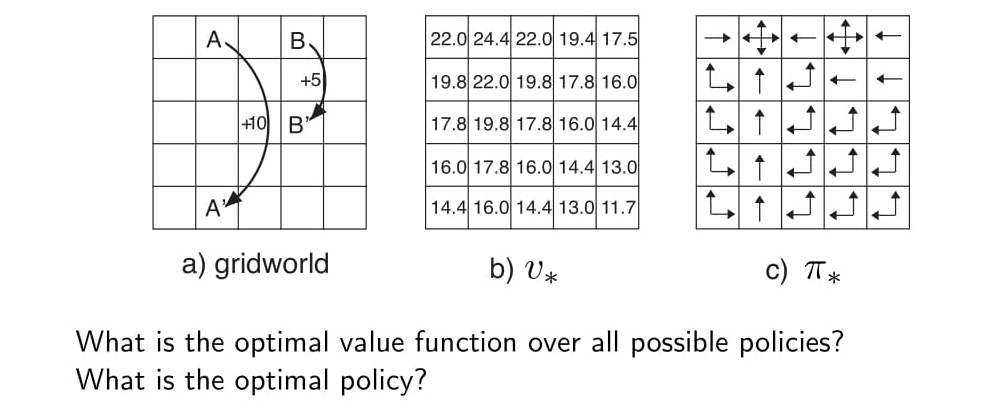 A B
+5
+10 B'
A'
22.0 24.4 22.0 19.4 17.5
19.8 22.0 19.8 17.8 16.0
17.8 19.8 17.8 16.0 14.4
16.0 17.8 16.0 14.4 13.0
14.4 16.0 14.4 13.0 11.7
a) gridworld
b) v*
c) π*
What is the optimal value function over all possible policies?
What is the optimal policy?